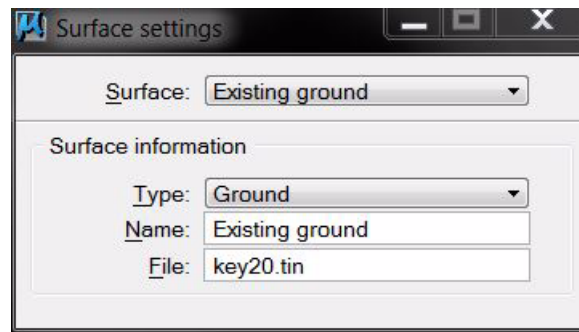 Surface settings
Surface: Existing ground
Surface information
Type: Ground
Name: Existing ground
File: key20.tin